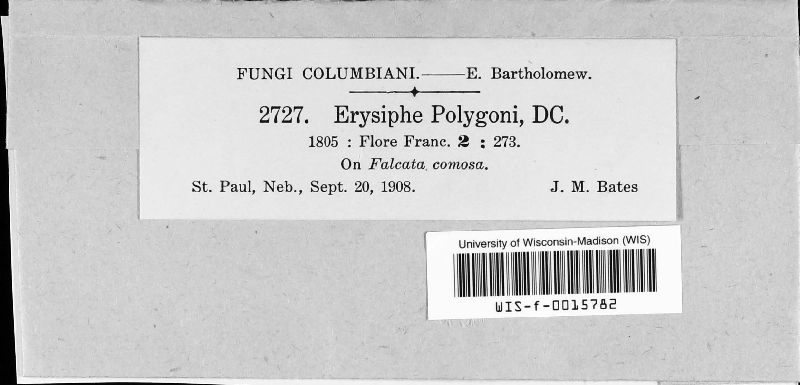 FUNGI COLUMBIANI.——E. Bartholomew.
2727. Erysiphe Polygoni, DC.
1805 : Flore Franc. 2 : 273.
On Falcata comosa.
St. Paul, Neb., Sept. 20, 1908. J. M. Bates
University of Wisconsin-Madison (WIS)
WIS-f-0015782